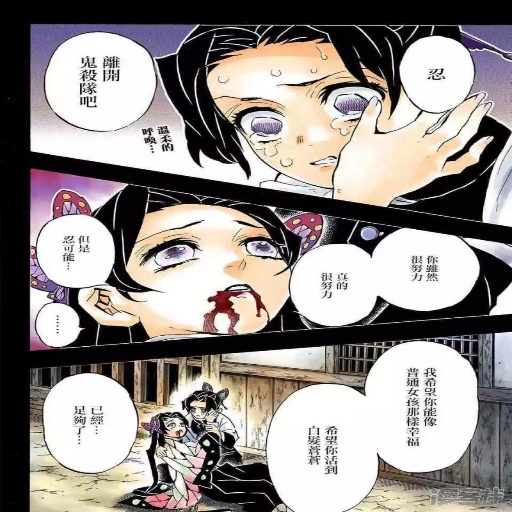 忍
離開
鬼殺隊吧
溫柔的
呼喚…
你雖然
很努力
真的
很努力
但是
忍可能…
……
我希望你能像
普通女孩那樣幸福
希望你活到
白髮蒼蒼
已經…
足夠了…